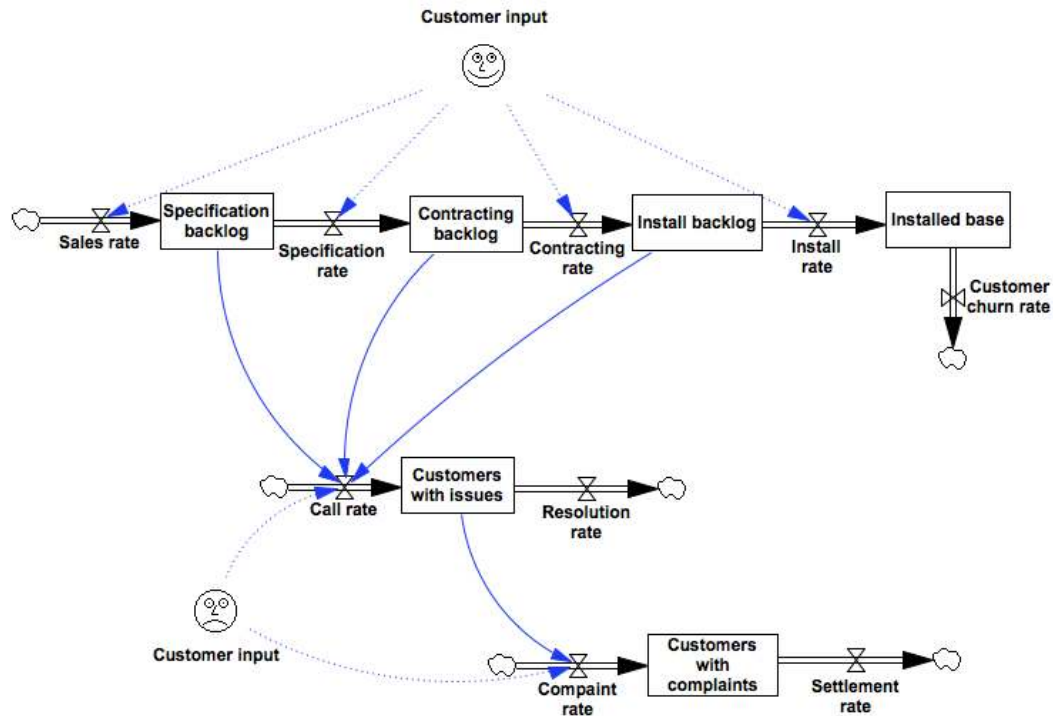 Customer input
Specification
backlog
Contracting
backlog
Install backlog
Installed base
Sales rate
Specification
rate
Contracting
rate
Install
rate
Customer
churn rate
Customers
with issues
Call rate
Resolution
rate
Customer input
Customers
with
complaints
Compaint
rate
Settlement
rate